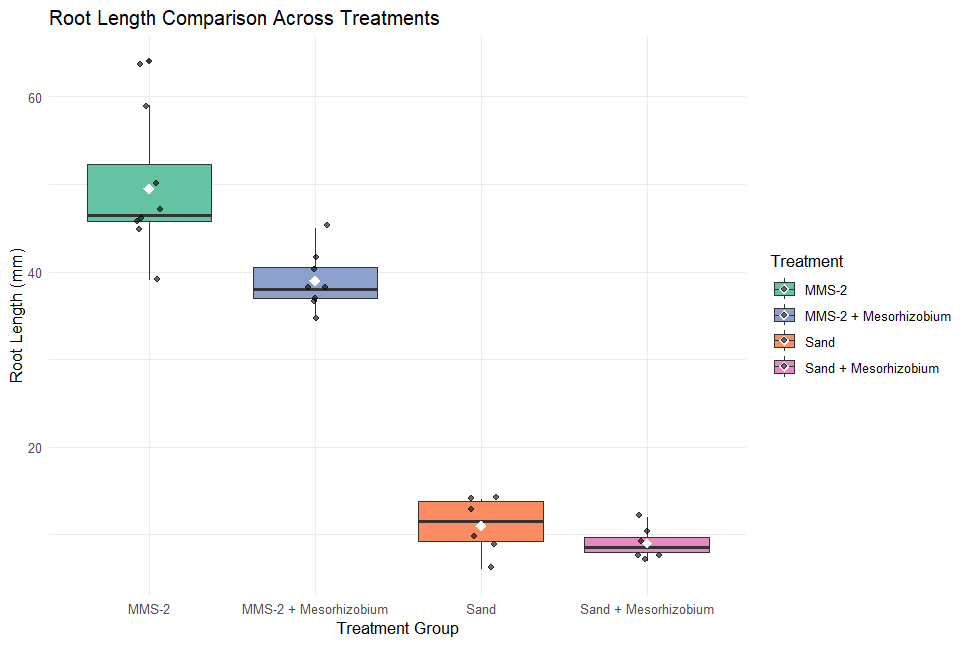 Root Length Comparison Across Treatments
Root Length (mm)
60
40
20
MMS-2
MMS-2 + Mesorhizobium
Sand
Sand + Mesorhizobium
Treatment Group
Treatment
MMS-2
MMS-2 + Mesorhizobium
Sand
Sand + Mesorhizobium